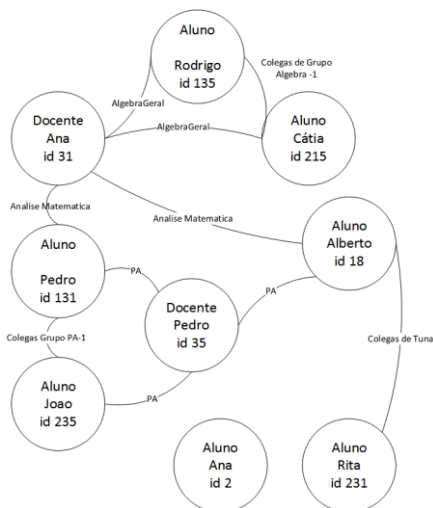 Aluno
Rodrigo
id 135
Colegas de Grupo
Algebra -1
AlgebraGeral
Docente
Ana
id 31
AlgebraGeral
Aluno
Cátia
id 215
Analise Matematica
Analise Matematica
Aluno
Alberto
id 18
Aluno
Pedro
id 131
PA
PA
Docente
Pedro
id 35
Colegas Grupo PA-1
Colegas de Tuna
Aluno
Joao
id 235
PA
Aluno
Ana
id 2
Aluno
Rita
id 231